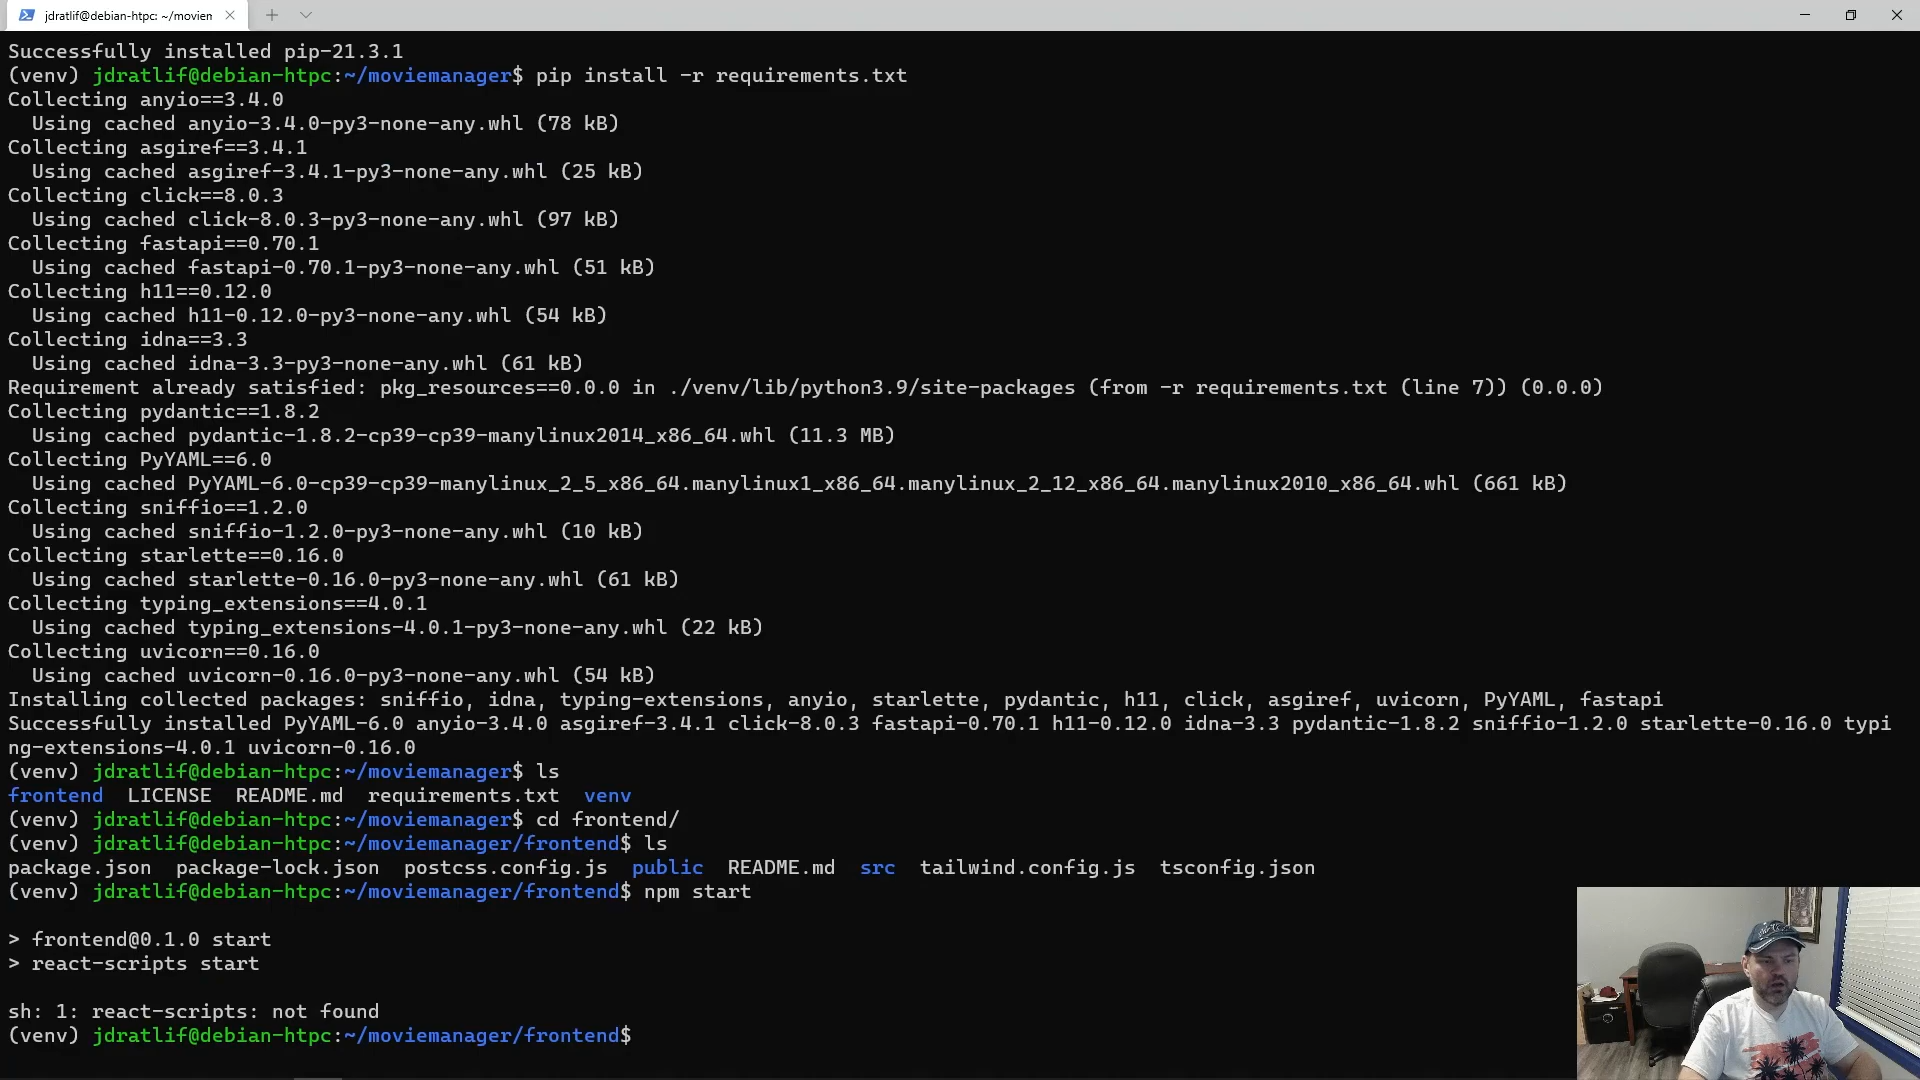 jdratlif@debian-htpc: ~/movien
Successfully installed pip-21.3.1
(venv) jdratlif@debian-htpc:~/moviemanager$ pip install -r requirements.txt
Collecting anyio==3.4.0
  Using cached anyio-3.4.0-py3-none-any.whl (78 kB)
Collecting asgiref==3.4.1
  Using cached asgiref-3.4.1-py3-none-any.whl (25 kB)
Collecting click==8.0.3
  Using cached click-8.0.3-py3-none-any.whl (97 kB)
Collecting fastapi==0.70.1
  Using cached fastapi-0.70.1-py3-none-any.whl (51 kB)
Collecting h11==0.12.0
  Using cached h11-0.12.0-py3-none-any.whl (54 kB)
Collecting idna==3.3
  Using cached idna-3.3-py3-none-any.whl (61 kB)
Requirement already satisfied: pkg_resources==0.0.0 in ./venv/lib/python3.9/site-packages (from -r requirements.txt (line 7)) (0.0.0)
Collecting pydantic==1.8.2
  Using cached pydantic-1.8.2-cp39-cp39-manylinux2014_x86_64.whl (11.3 MB)
Collecting PyYAML==6.0
  Using cached PyYAML-6.0-cp39-cp39-manylinux_2_5_x86_64.manylinux1_x86_64.manylinux_2_12_x86_64.manylinux2010_x86_64.whl (661 kB)
Collecting sniffio==1.2.0
  Using cached sniffio-1.2.0-py3-none-any.whl (10 kB)
Collecting starlette==0.16.0
  Using cached starlette-0.16.0-py3-none-any.whl (61 kB)
Collecting typing_extensions==4.0.1
  Using cached typing_extensions-4.0.1-py3-none-any.whl (22 kB)
Collecting uvicorn==0.16.0
  Using cached uvicorn-0.16.0-py3-none-any.whl (54 kB)
Installing collected packages: sniffio, idna, typing-extensions, anyio, starlette, pydantic, h11, click, asgiref, uvicorn, PyYAML, fastapi
Successfully installed PyYAML-6.0 anyio-3.4.0 asgiref-3.4.1 click-8.0.3 fastapi-0.70.1 h11-0.12.0 idna-3.3 pydantic-1.8.2 sniffio-1.2.0 starlette-0.16.0 typi
ng-extensions-4.0.1 uvicorn-0.16.0
(venv) jdratlif@debian-htpc:~/moviemanager$ ls
frontend  LICENSE  README.md  requirements.txt  venv
(venv) jdratlif@debian-htpc:~/moviemanager$ cd frontend/
(venv) jdratlif@debian-htpc:~/moviemanager/frontend$ ls
package.json  package-lock.json  postcss.config.js  public  README.md  src  tailwind.config.js  tsconfig.json
(venv) jdratlif@debian-htpc:~/moviemanager/frontend$ npm start
> frontend@0.1.0 start
> react-scripts start
sh: 1: react-scripts: not found
(venv) jdratlif@debian-htpc:~/moviemanager/frontend$